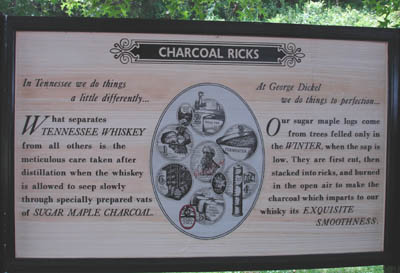 CHARCOAL RICKS
In Tennessee we do things
a little differently...
What separates
TENNESSEE WHISKEY
from all others is the
meticulous care taken after
distillation when the whiskey
is allowed to seep slowly
through specially prepared vats
of SUGAR MAPLE CHARCOAL.
At George Dickel
we do things to perfection...
Our sugar maple logs come
from trees felled only in
the WINTER, when the sap is
low. They are first cut, then
stacked into ricks, and burned
in the open air to make the
charcoal which imparts to our
whisky its EXQUISITE
SMOOTHNESS.